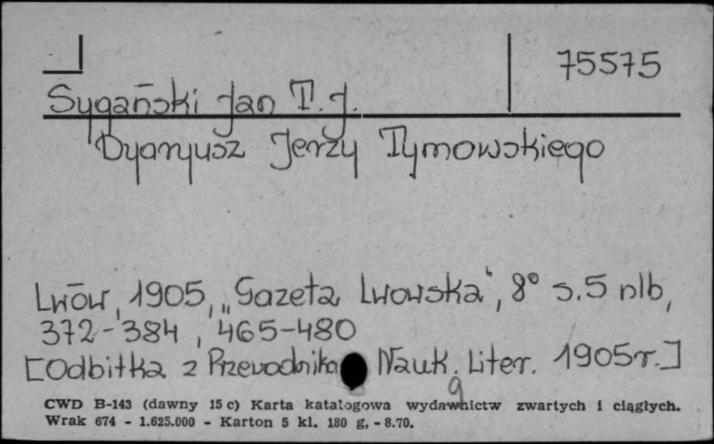 75575
Sygański Jan T. J.
Dyaryusz Jerzy Tymowskiego
Lwów, 1905, „Gazeta Lwowska", 8° s. 5 nlb,
372-384, 465-480
[Odbitka z Przewodnika Nauk. Liter. 1905r.]
g
CWD B-143 (dawny 15 c) Karta katalogowa wydawnictw zwartych i ciągłych.
Wrak 674 - 1.625.000 - Karton 5 kl. 180 g, - 8.70.